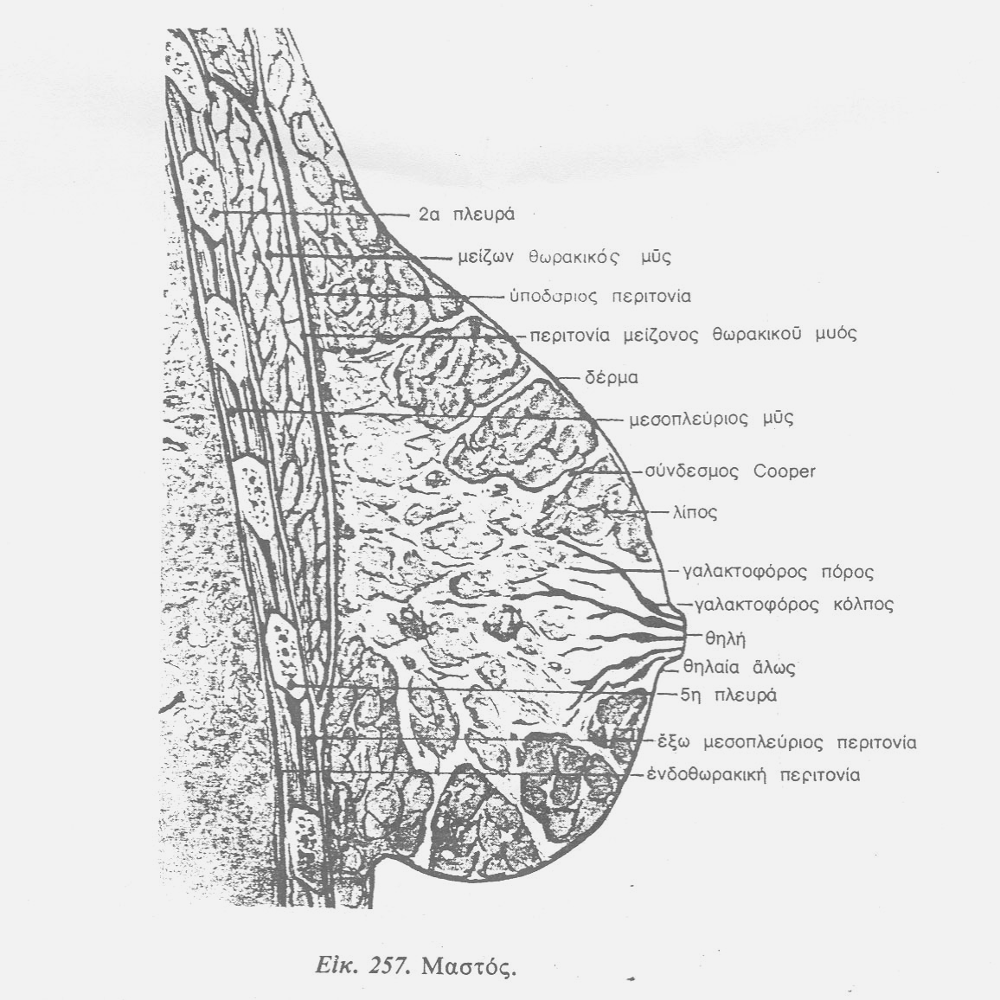 2α πλευρά
μείζων θωρακικός μῦς
ὑποδόριος περιτονία
περιτονία μείζονος θωρακικοῦ μυός
δέρμα
μεσοπλεύριος μῦς
σύνδεσμος Cooper
λίπος
γαλακτοφόρος πόρος
γαλακτοφόρος κόλπος
θηλή
θηλαία ἅλως
5η πλευρά
ἔξω μεσοπλεύριος περιτονία
ἐνδοθωρακική περιτονία
Εἰκ. 257. Μαστός.